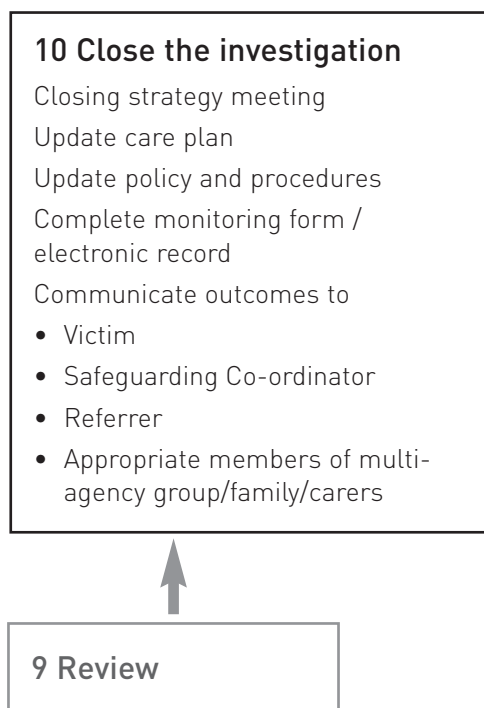 10 Close the investigation
Closing strategy meeting
Update care plan
Update policy and procedures
Complete monitoring form /
electronic record
Communicate outcomes to
• Victim
• Safeguarding Co-ordinator
• Referrer
• Appropriate members of multi-
agency group/family/carers
9 Review